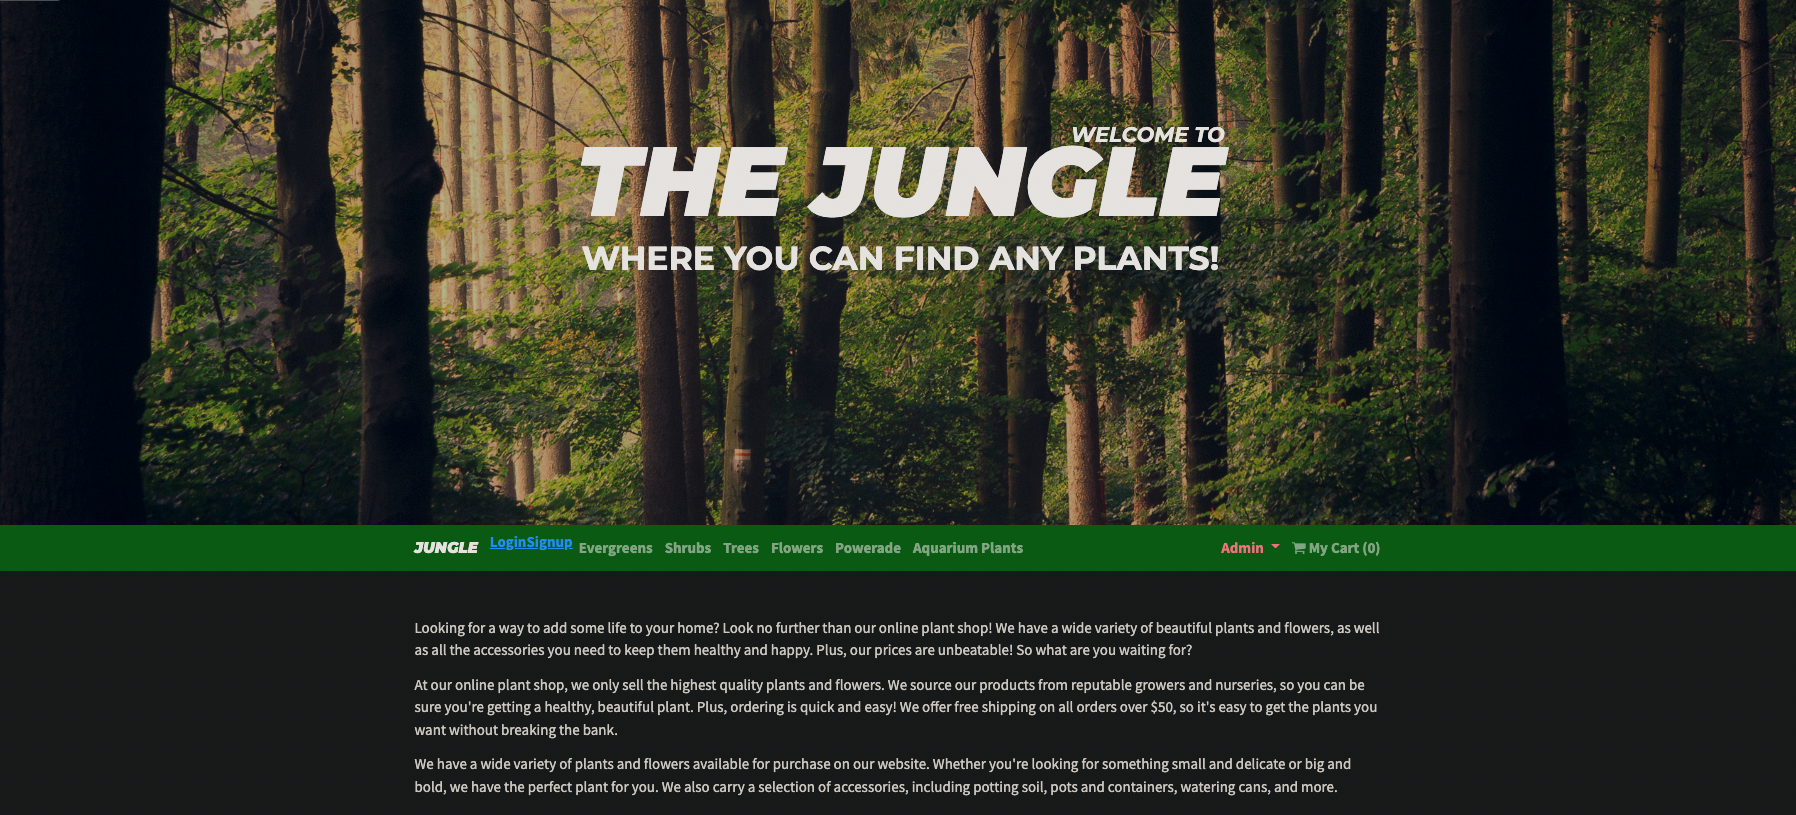 WELCOME TO
THE JUNGLE
WHERE YOU CAN FIND ANY PLANTS!
JUNGLE LoginSignup Evergreens Shrubs Trees Flowers Powerade Aquarium Plants Admin My Cart (0)
Looking for a way to add some life to your home? Look no further than our online plant shop! We have a wide variety of beautiful plants and flowers, as well
as all the accessories you need to keep them healthy and happy. Plus, our prices are unbeatable! So what are you waiting for?
At our online plant shop, we only sell the highest quality plants and flowers. We source our products from reputable growers and nurseries, so you can be
sure you're getting a healthy, beautiful plant. Plus, ordering is quick and easy! We offer free shipping on all orders over $50, so it's easy to get the plants you
want without breaking the bank.
We have a wide variety of plants and flowers available for purchase on our website. Whether you're looking for something small and delicate or big and
bold, we have the perfect plant for you. We also carry a selection of accessories, including potting soil, pots and containers, watering cans, and more.